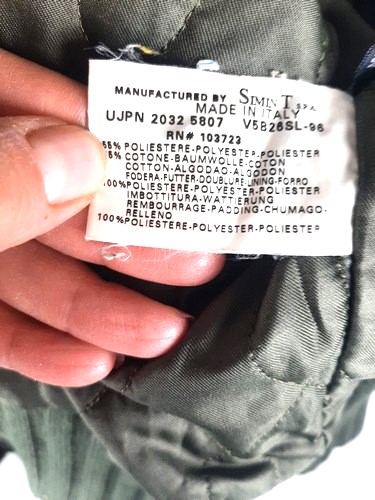 MANUFACTURED BY SIMINT S.P.A.
MADE IN ITALY
UJPN 2032 5807 V5B26SL-96
RN# 103723
65% POLIESTERE-POLYESTER-POLIESTER
35% COTONE-BAUMWOLLE-COTON
COTTON-ALGODAO-ALGODON
FODERA-FUTTER-DOUBLURE-LINING-FORRO
100%POLIESTERE-POLYESTER-POLIESTER
IMBOTTITURA-WATTIERUNG
REMBOURRAGE-PADDING-CHUMAGO-
RELLENO
100%POLIESTERE-POLYESTER-POLIESTER